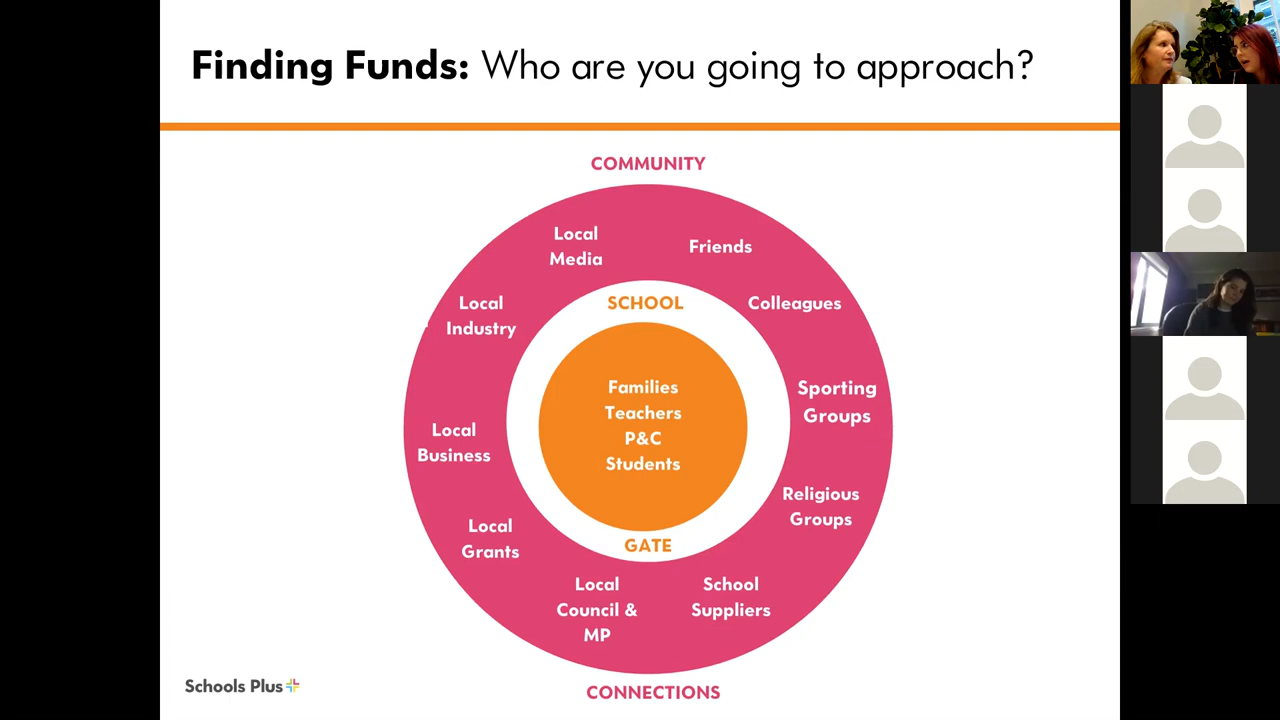 Finding Funds: Who are you going to approach?
COMMUNITY
Local
Media
Friends
Local
Industry
SCHOOL
Colleagues
Families
Teachers
P&C
Students
Sporting
Groups
Local
Business
Religious
Groups
Local
Grants
GATE
Local
Council &
MP
School
Suppliers
Schools Plus
CONNECTIONS